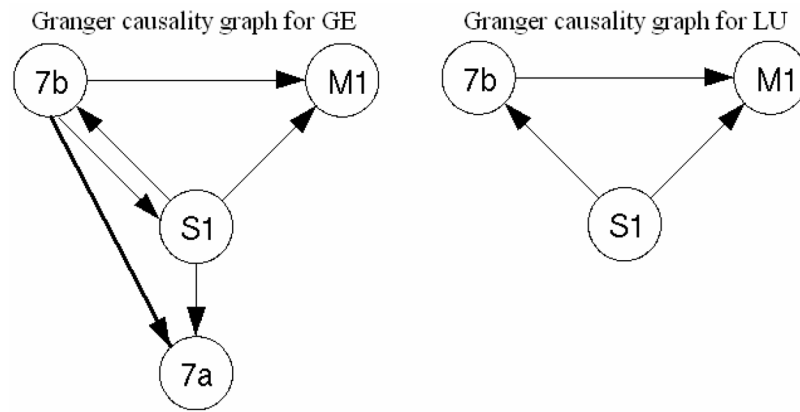 Granger causality graph for GE
Granger causality graph for LU
7b
M1
7b
M1
S1
S1
7a